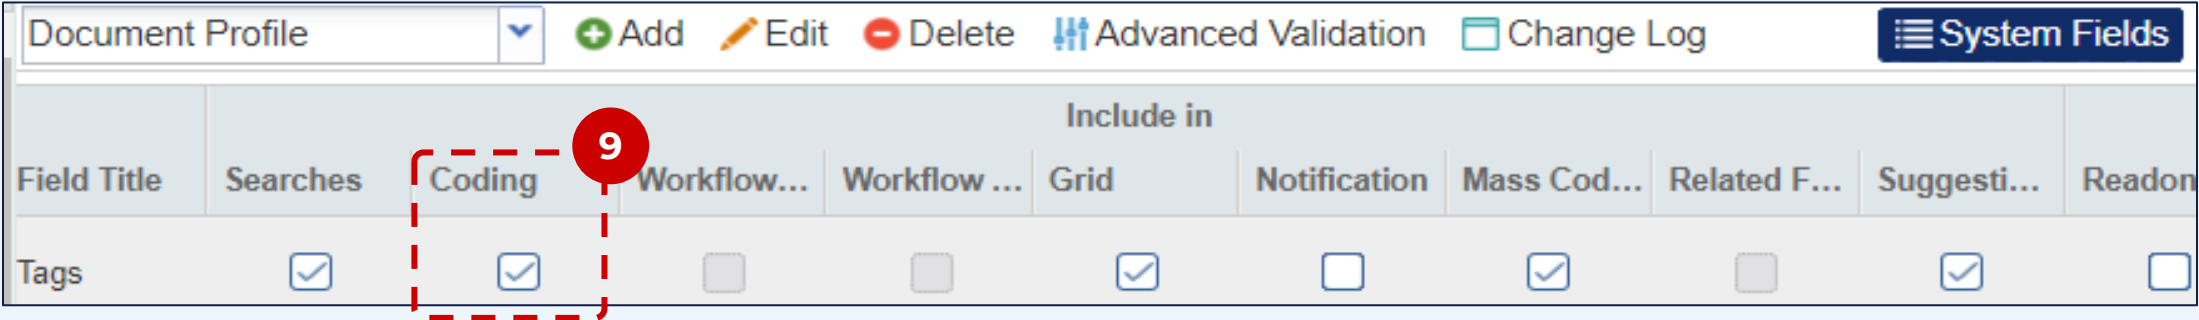 Document Profile Add Edit Delete Advanced Validation Change Log System Fields
Include in
9
Field Title Searches Coding Workflow... Workflow ... Grid Notification Mass Cod... Related F... Suggesti... Readon
Tags